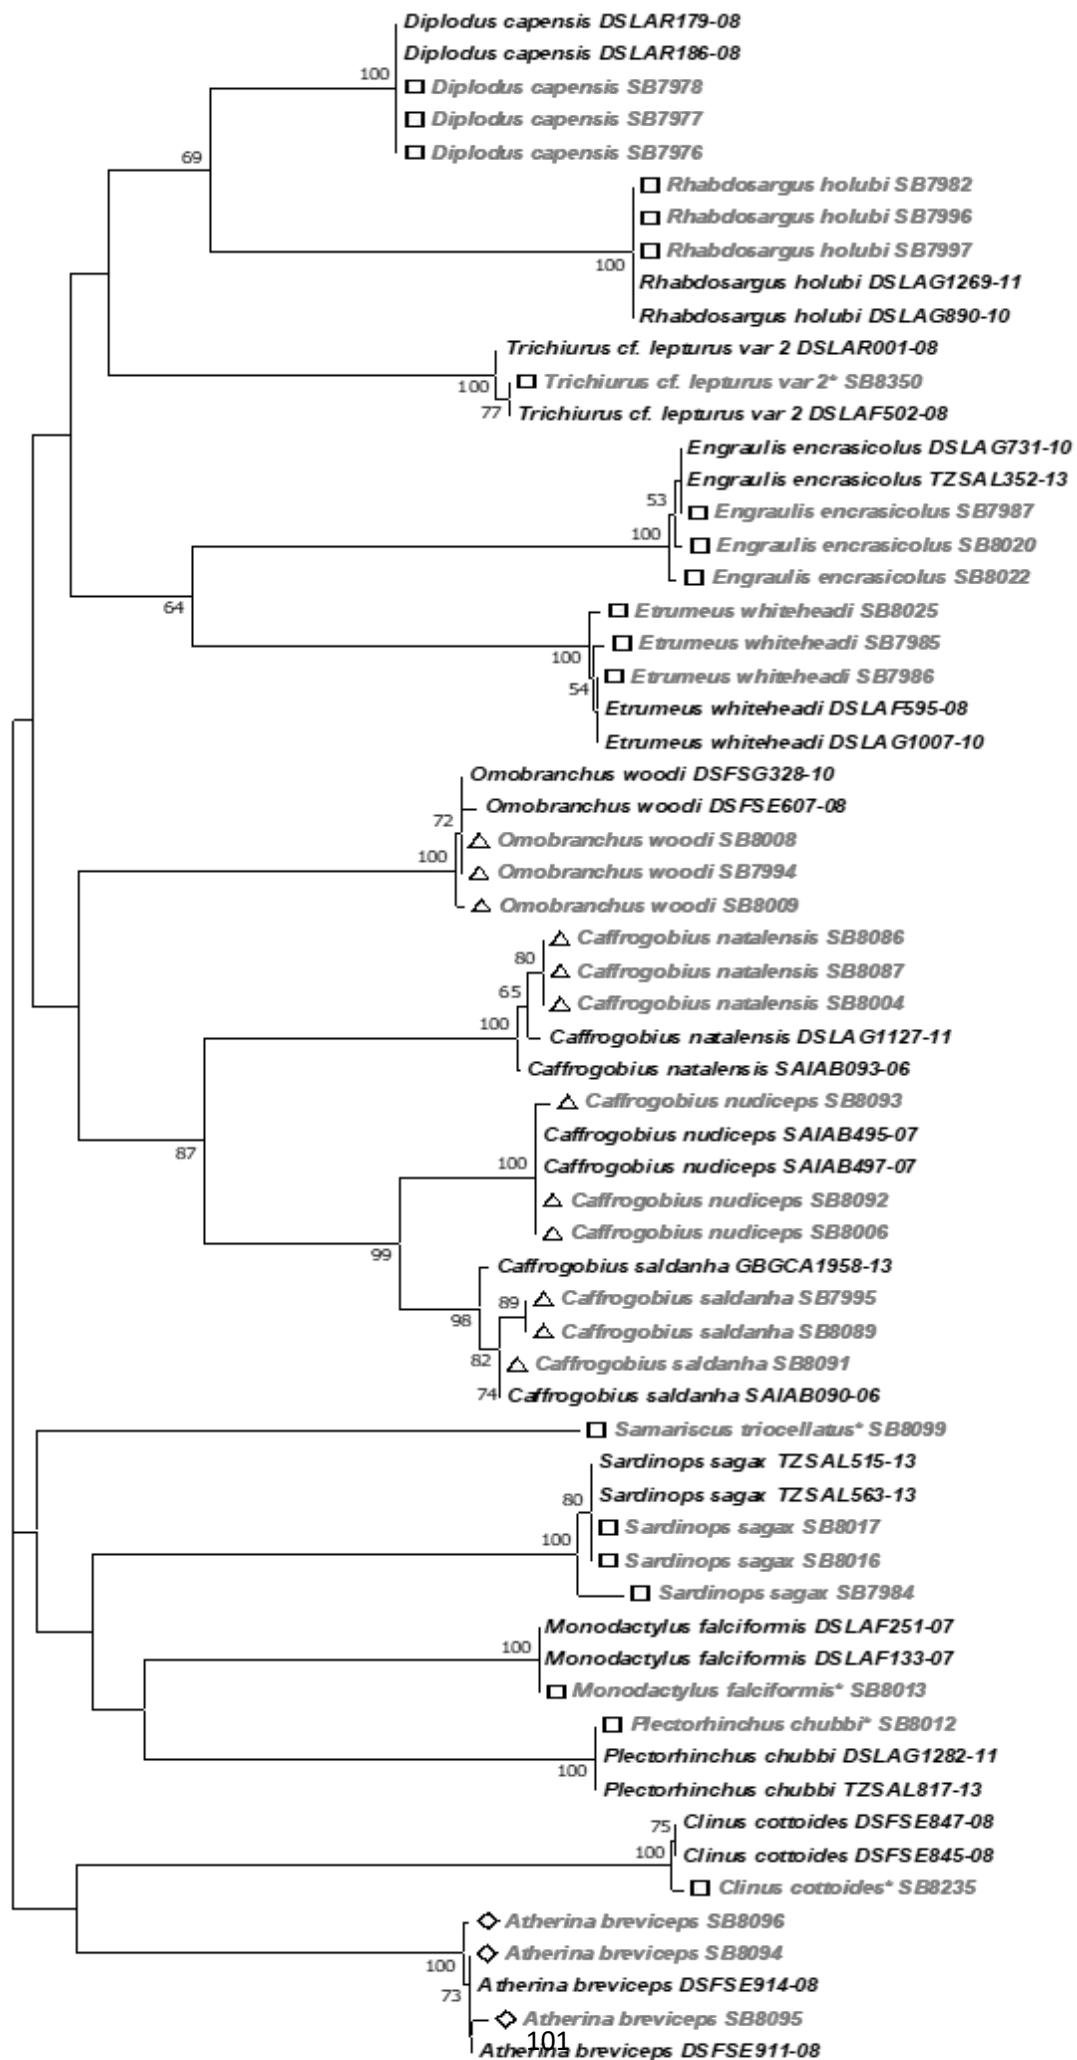 Diplodus capensis DSLAR179-08
Diplodus capensis DSLAR186-08
100
Diplodus capensis SB7978
Diplodus capensis SB7977
69
Diplodus capensis SB7976
Rhabdosargus holubi SB7982
Rhabdosargus holubi SB7996
Rhabdosargus holubi SB7997
100
Rhabdosargus holubi DSLAG1269-11
Rhabdosargus holubi DSLAG890-10
Trichiurus cf. lepturus var 2 DSLAR001-08
100
Trichiurus cf. lepturus var 2* SB8350
77
Trichiurus cf. lepturus var 2 DSLAF502-08
Engraulis encrasicolus DSLAG731-10
Engraulis encrasicolus TZSAL352-13
53
Engraulis encrasicolus SB7987
100
Engraulis encrasicolus SB8020
Engraulis encrasicolus SB8022
64
Etrumeus whiteheadi SB8025
Etrumeus whiteheadi SB7985
100
Etrumeus whiteheadi SB7986
54
Etrumeus whiteheadi DSLAF595-08
Etrumeus whiteheadi DSLAG1007-10
Omobranchus woodi DSFSG328-10
Omobranchus woodi DSFSE607-08
72
Omobranchus woodi SB8008
100
Omobranchus woodi SB7994
Omobranchus woodi SB8009
Caffrogobius natalensis SB8086
80
Caffrogobius natalensis SB8087
65
Caffrogobius natalensis SB8004
100
Caffrogobius natalensis DSLAG1127-11
Caffrogobius natalensis SAIAB093-06
Caffrogobius nudiceps SB8093
Caffrogobius nudiceps SAIAB495-07
87
100
Caffrogobius nudiceps SAIAB497-07
Caffrogobius nudiceps SB8092
Caffrogobius nudiceps SB8006
99
Caffrogobius saldanha GBGCA1958-13
89
Caffrogobius saldanha SB7995
98
Caffrogobius saldanha SB8089
82
Caffrogobius saldanha SB8091
74
Caffrogobius saldanha SAIAB090-06
Samariscus triocellatus* SB8099
Sardinops sagax TZSAL515-13
80
Sardinops sagax TZSAL563-13
100
Sardinops sagax SB8017
Sardinops sagax SB8016
Sardinops sagax SB7984
Monodactylus falciformis DSLAF251-07
100
Monodactylus falciformis DSLAF133-07
Monodactylus falciformis* SB8013
Plectorhinchus chubbi* SB8012
Plectorhinchus chubbi DSLAG1282-11
100
Plectorhinchus chubbi TZSAL817-13
75
Clinus cottoides DSFSE847-08
100
Clinus cottoides DSFSE845-08
Clinus cottoides* SB8235
Atherina breviceps SB8096
Atherina breviceps SB8094
100
Atherina breviceps DSFSE914-08
73
Atherina breviceps SB8095
101
Atherina breviceps DSFSE911-08